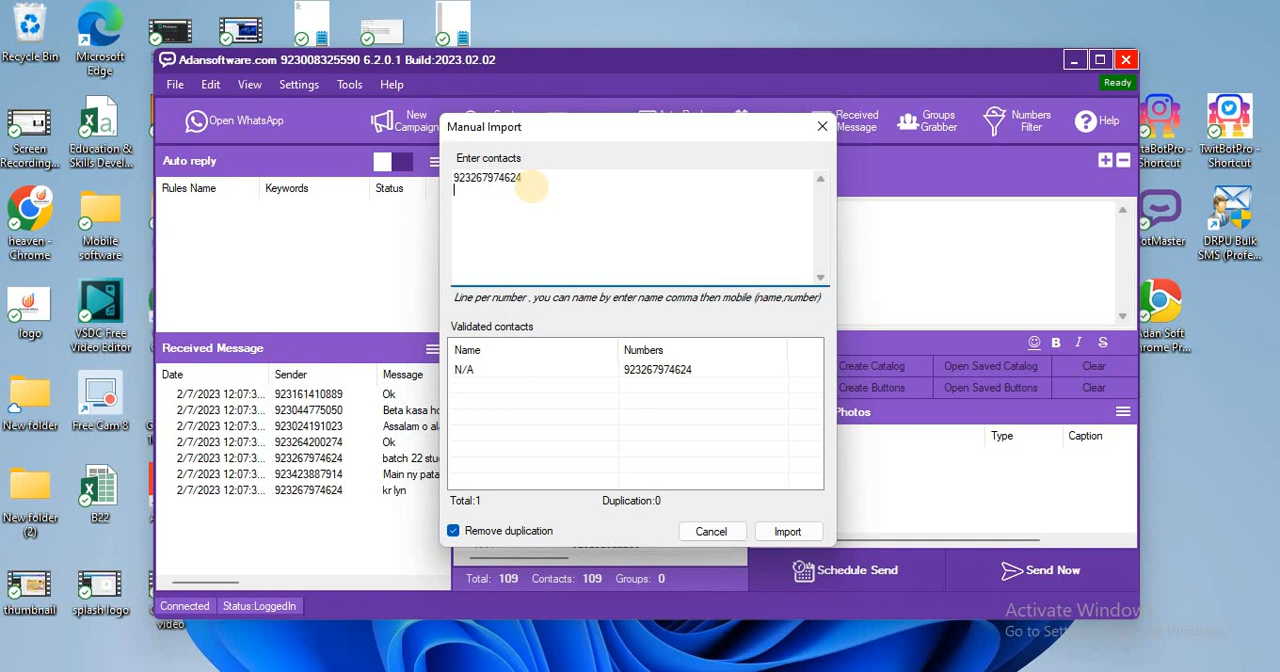 Recycle Bin
Microsoft
Edge
Adansoftware.com 923008325590 6.2.0.1 Build:2023.02.02
File Edit View Settings Tools Help
Ready
Open WhatsApp
New
Campaign
Received
Message
Groups
Grabber
Numbers
Filter
Help
Screen
Recording...
Education &
Skills Devel...
Shortcut
TwitBotPro -
Shortcut
Auto reply
Rules Name Keywords Status
Manual Import
Enter contacts
923267974624
Line per number , you can name by enter name comma then mobile (name,number)
Validated contacts
Name Numbers
N/A 923267974624
Total:1 Duplication:0
Remove duplication
Cancel Import
heaven -
Chrome
Mobile
software
DRPU Bulk
SMS (Profe...
logo
VSDC Free
Video Editor
Received Message
Date Sender Message
2/7/2023 12:07:3... 923161410889 Ok
2/7/2023 12:07:3... 923044775050 Beta kasa
2/7/2023 12:07:3... 923024191023 Assalam o
2/7/2023 12:07:3... 923264200274 Ok
2/7/2023 12:07:3... 923267974624 batch 22 stu
2/7/2023 12:07:3... 923423887914 Main ny pata
2/7/2023 12:07:3... 923267974624 kr lyn
B I S
Create Catalog Open Saved Catalog Clear
Create Buttons Open Saved Buttons Clear
Photos
Type Caption
New folder
Free Cam 8
New folder
(2)
B22
Total: 109 Contacts: 109 Groups: 0
Schedule Send
Send Now
thumbnail
splash logo
video
Connected Status:LoggedIn
Activate Window
Go to Set